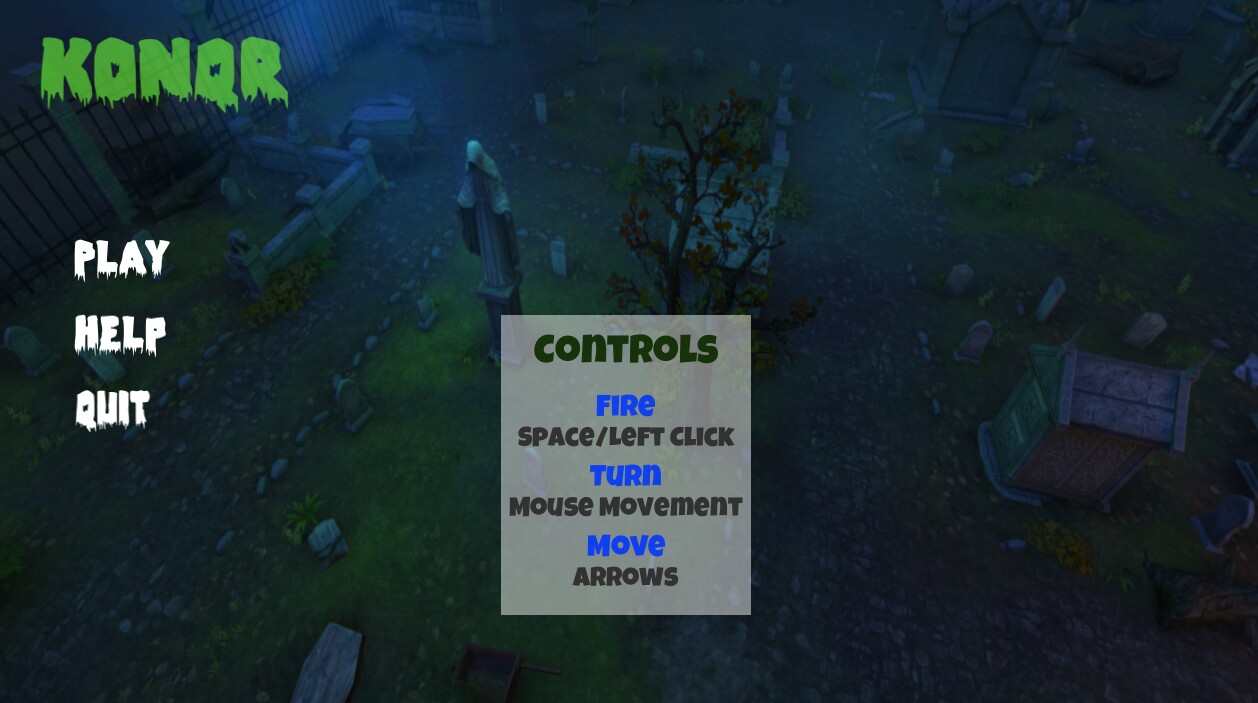 KONQR
PLAY
HELP
QUIT
CONTROLS
FIRE
SPACE/LEFT CLICK
TURN
MOUSE MOVEMENT
MOVE
ARROWS